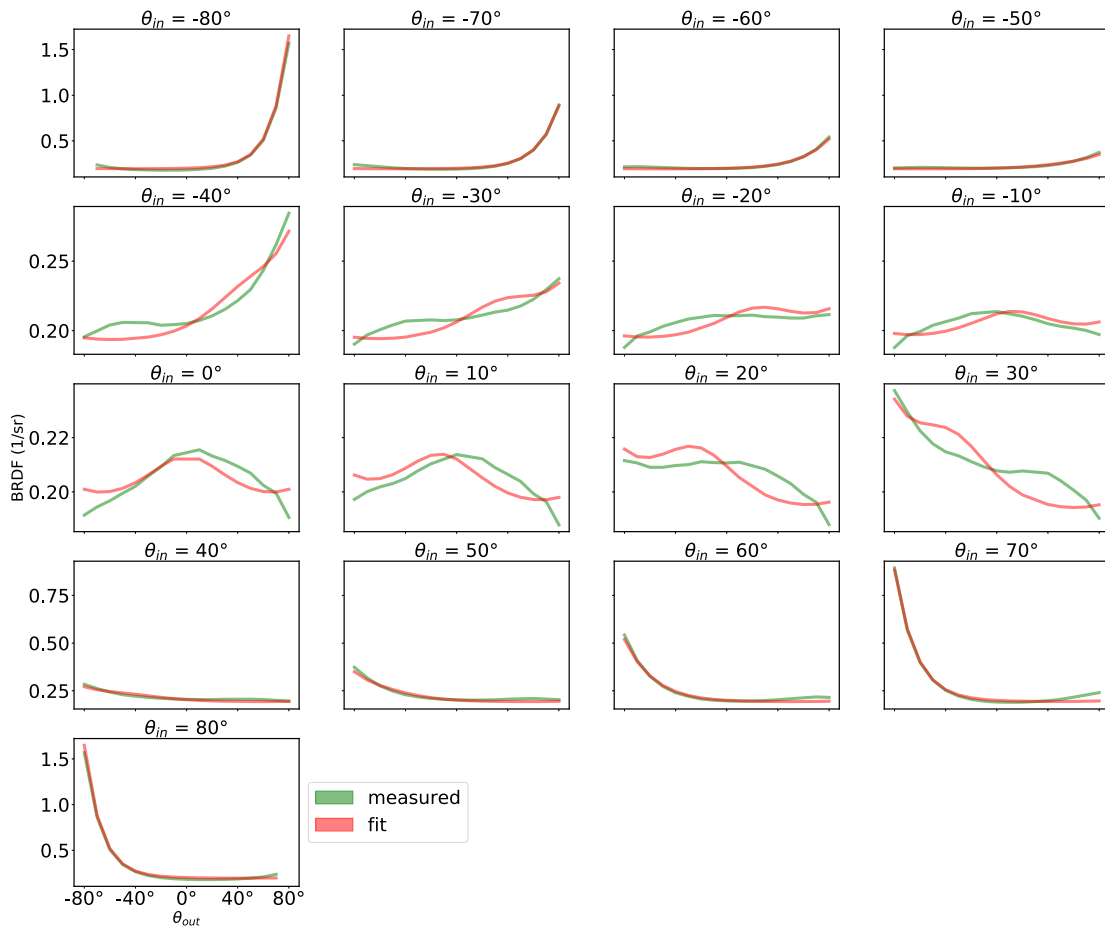 θin = -80°
θin = -70°
θin = -60°
θin = -50°
1.5
1.0
0.5
θin = -40°
θin = -30°
θin = -20°
θin = -10°
0.25
0.20
θin = 0°
θin = 10°
θin = 20°
θin = 30°
BRDF (1/sr)
0.22
0.20
θin = 40°
θin = 50°
θin = 60°
θin = 70°
0.75
0.50
0.25
θin = 80°
1.5
1.0
0.5
measured
fit
-80° -40° 0° 40° 80°
θout